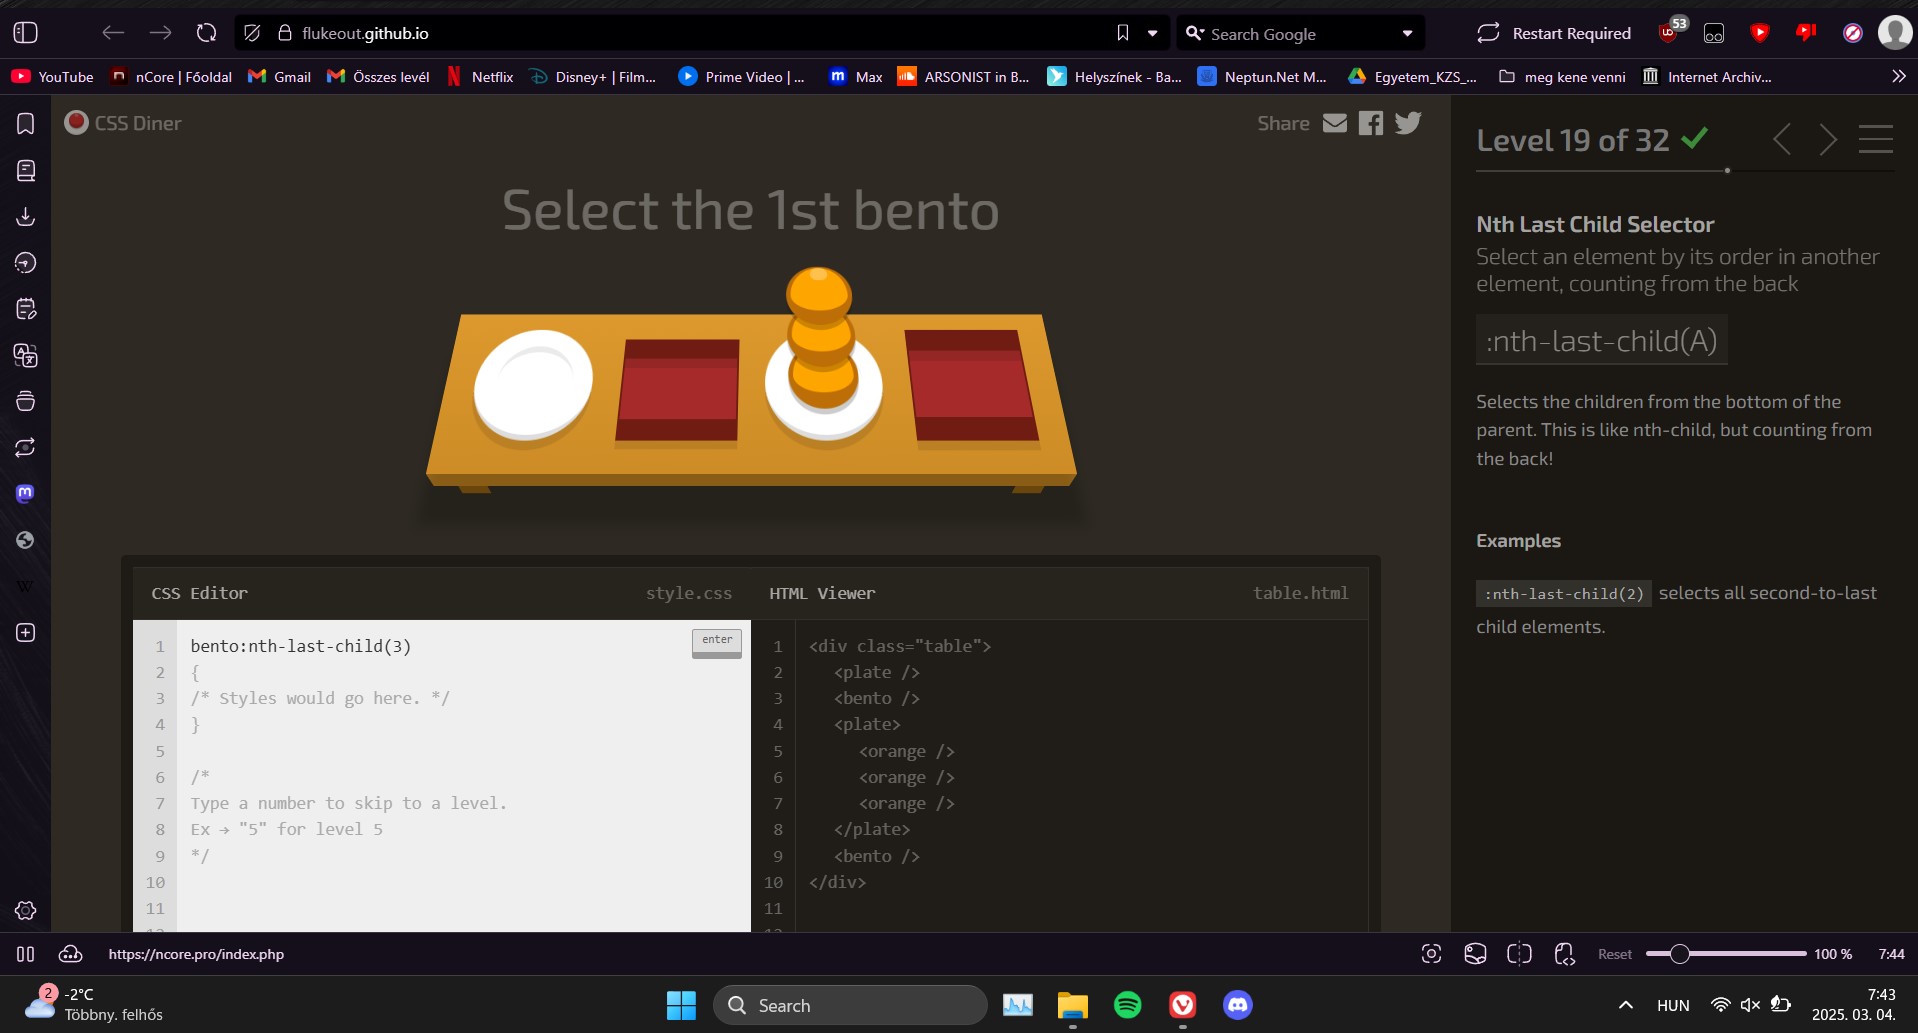 flukeout.github.io
Search Google
Restart Required
53
YouTube
nCore | Főoldal
Gmail
Összes levél
Netflix
Disney+ | Film...
Prime Video | ...
Max
ARSONIST in B...
Helyszínek - Ba...
Neptun.Net M...
Egyetem_KZS_...
meg kene venni
Internet Archiv...
CSS Diner
Share
Select the 1st bento
CSS Editor
style.css
1 bento:nth-last-child(3)
2 {
3 /* Styles would go here. */
4 }
5
6 /*
7 Type a number to skip to a level.
8 Ex → "5" for level 5
9 */
10
11
12
enter
HTML Viewer
table.html
1 <div class="table">
2 <plate />
3 <bento />
4 <plate>
5 <orange />
6 <orange />
7 <orange />
8 </plate>
9 <bento />
10 </div>
11
12
Level 19 of 32
Nth Last Child Selector
Select an element by its order in another
element, counting from the back
:nth-last-child(A)
Selects the children from the bottom of the
parent. This is like nth-child, but counting from
the back!
Examples
:nth-last-child(2) selects all second-to-last
child elements.
https://ncore.pro/index.php
Reset
100 %
7:44
2
-2°C
Többny. felhős
Search
HUN
7:43
2025. 03. 04.